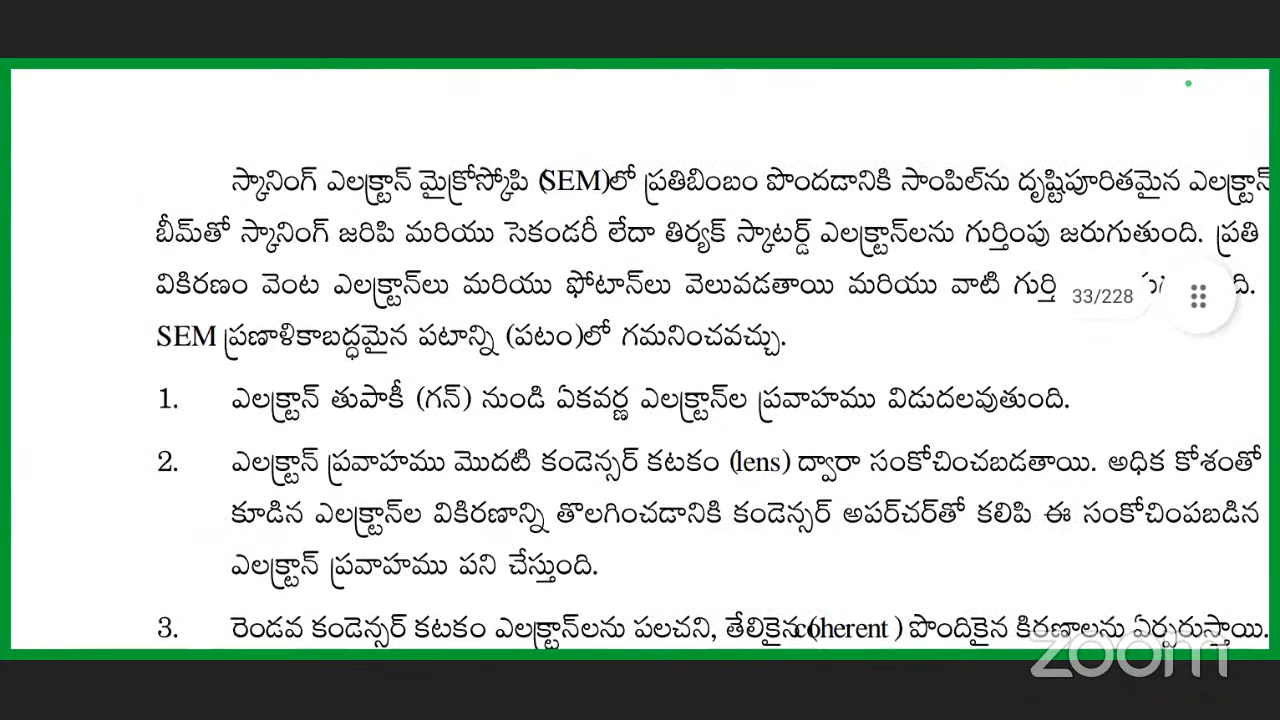 స్కానింగ్ ఎలక్ట్రాన్ మైక్రోస్కోపి (SEM)లో ప్రతిబింబం పొందడానికి సాంపిల్‌ను దృష్టిపూరితమైన ఎలక్ట్రాన్
బీమ్‌తో స్కానింగ్ జరిపి మరియు సెకండరీ లేదా తిర్యక్ స్కాటర్డ్ ఎలక్ట్రాన్‌లను గుర్తింపు జరుగుతుంది. ప్రతి
వికిరణం వెంట ఎలక్ట్రాన్‌లు మరియు ఫోటాన్‌లు వెలువడతాయి మరియు వాటి
33/228
SEM ప్రణాళికాబద్ధమైన పటాన్ని (పటం)లో గమనించవచ్చు.
1. ఎలక్ట్రాన్ తుపాకీ (గన్) నుండి ఏకవర్ణ ఎలక్ట్రాన్‌ల ప్రవాహము విడుదలవుతుంది.
2. ఎలక్ట్రాన్ ప్రవాహము మొదటి కండెన్సర్ కటకం (lens) ద్వారా సంకోచించబడతాయి. అధిక కోశంతో
కూడిన ఎలక్ట్రాన్‌ల వికిరణాన్ని తొలగించడానికి కండెన్సర్ అపర్‌చర్‌తో కలిపి ఈ సంకోచింపబడిన
ఎలక్ట్రాన్ ప్రవాహము పని చేస్తుంది.
3. రెండవ కండెన్సర్ కటకం ఎలక్ట్రాన్‌లను పలచని, తేలికైన (coherent) పొందికైన కిరణాలను ఏర్పరుస్తాయి.
zoom